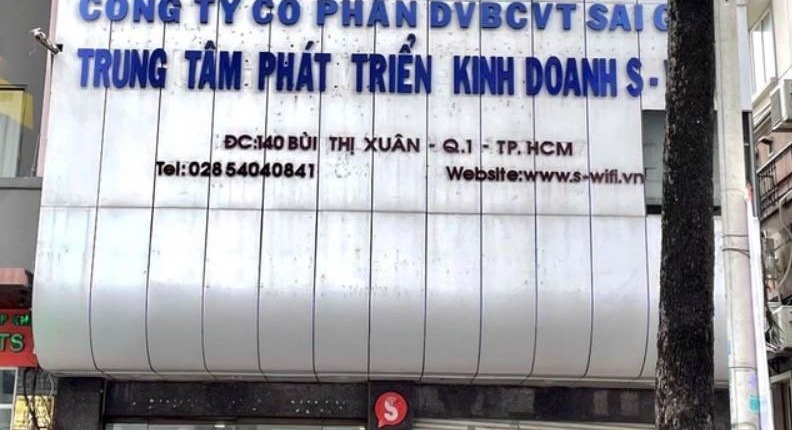 CÔNG TY CỔ PHẦN DVBCVT SÀI G
TRUNG TÂM PHÁT TRIỂN KINH DOANH S -
ĐC:140 BÙI THỊ XUÂN - Q.1 - TP. HCM
Tel: 028 54040841 Website:www.s-wifi.vn
TS
S